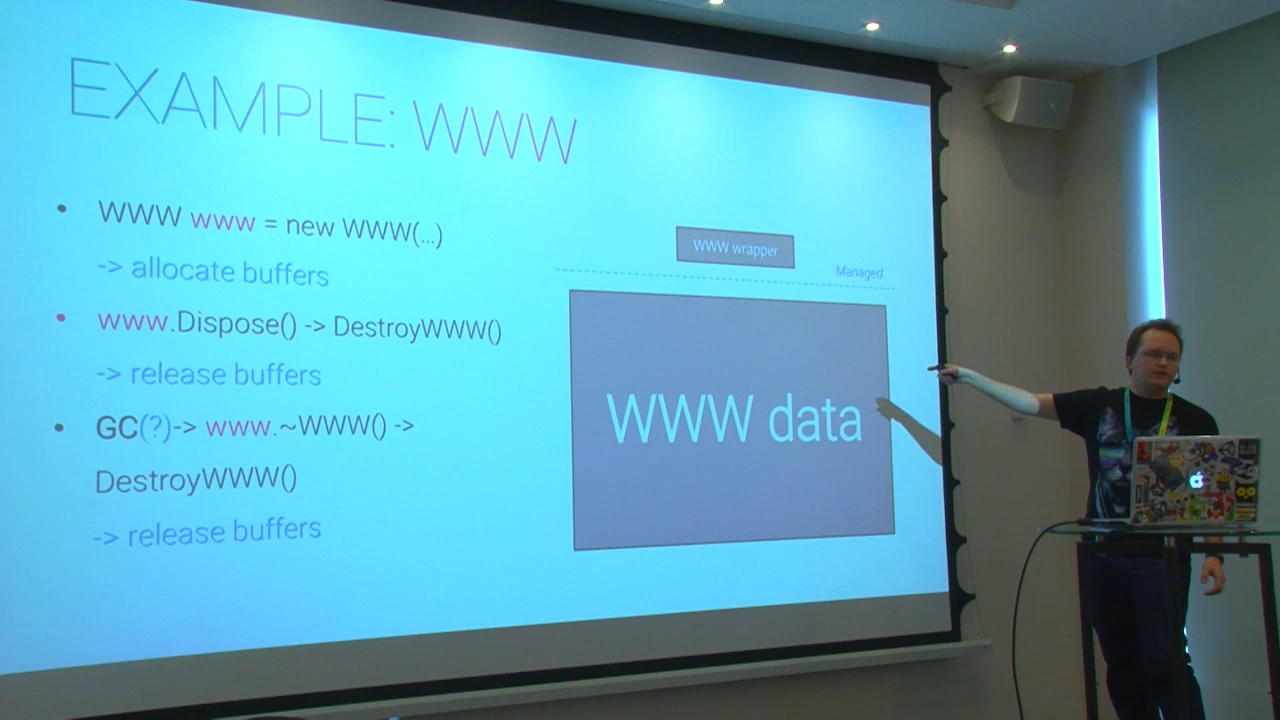 EXAMPLE: WWW
• WWW www = new WWW(...)
-> allocate buffers
• www.Dispose() -> DestroyWWW()
-> release buffers
• GC(?)-> www.~WWW() ->
DestroyWWW()
-> release buffers
WWW wrapper
Managed
WWW data